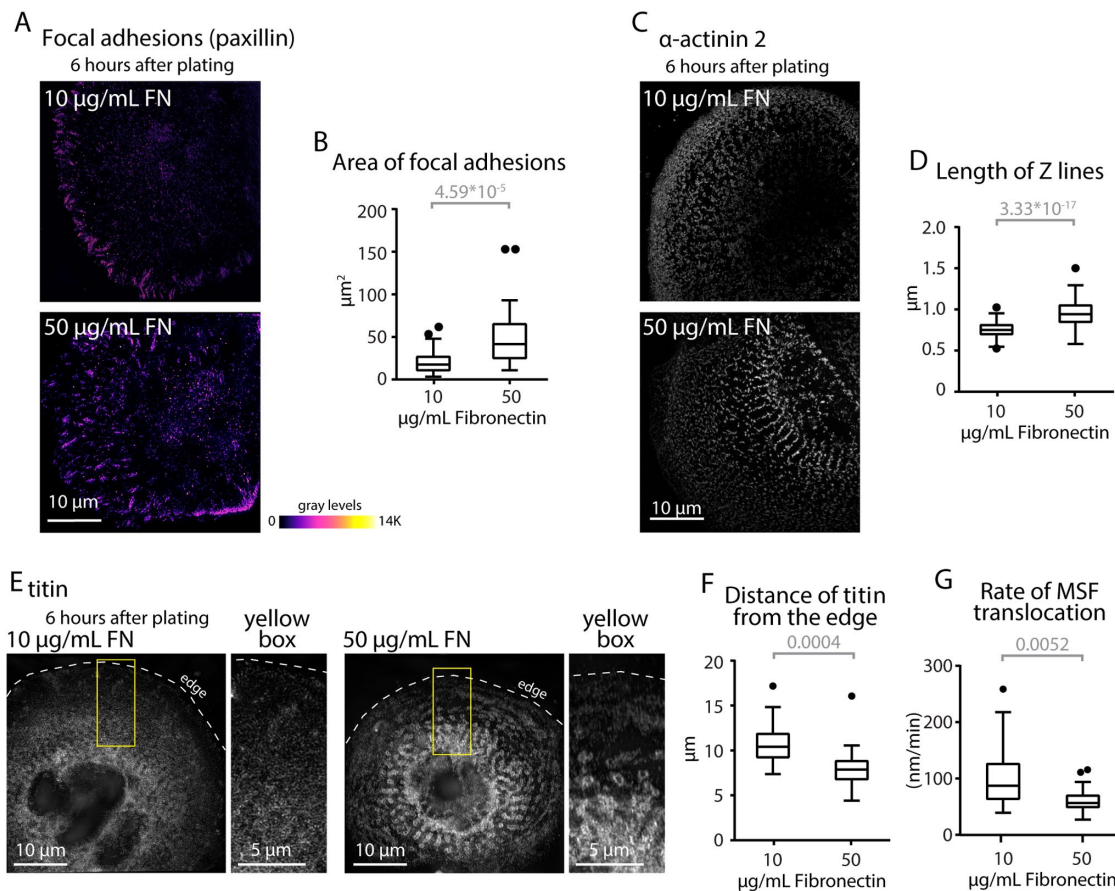 A
Focal adhesions (paxillin)
6 hours after plating
10 µg/mL FN
50 µg/mL FN
10 µm
gray levels
0
14K
B
Area of focal adhesions
4.59*10⁻⁵
200
150
100
50
0
µm²
10
50
µg/mL Fibronectin
C
α-actinin 2
6 hours after plating
10 µg/mL FN
50 µg/mL FN
10 µm
D
Length of Z lines
3.33*10⁻¹⁷
2.0
1.5
1.0
0.5
0
µm
10
50
µg/mL Fibronectin
E
titin
6 hours after plating
10 µg/mL FN
edge
10 µm
yellow
box
5 µm
50 µg/mL FN
edge
10 µm
yellow
box
5 µm
F
Distance of titin
from the edge
0.0004
20
15
10
5
0
µm
10
50
µg/mL Fibronectin
G
Rate of MSF
translocation
0.0052
300
200
100
0
(nm/min)
10
50
µg/mL Fibronectin